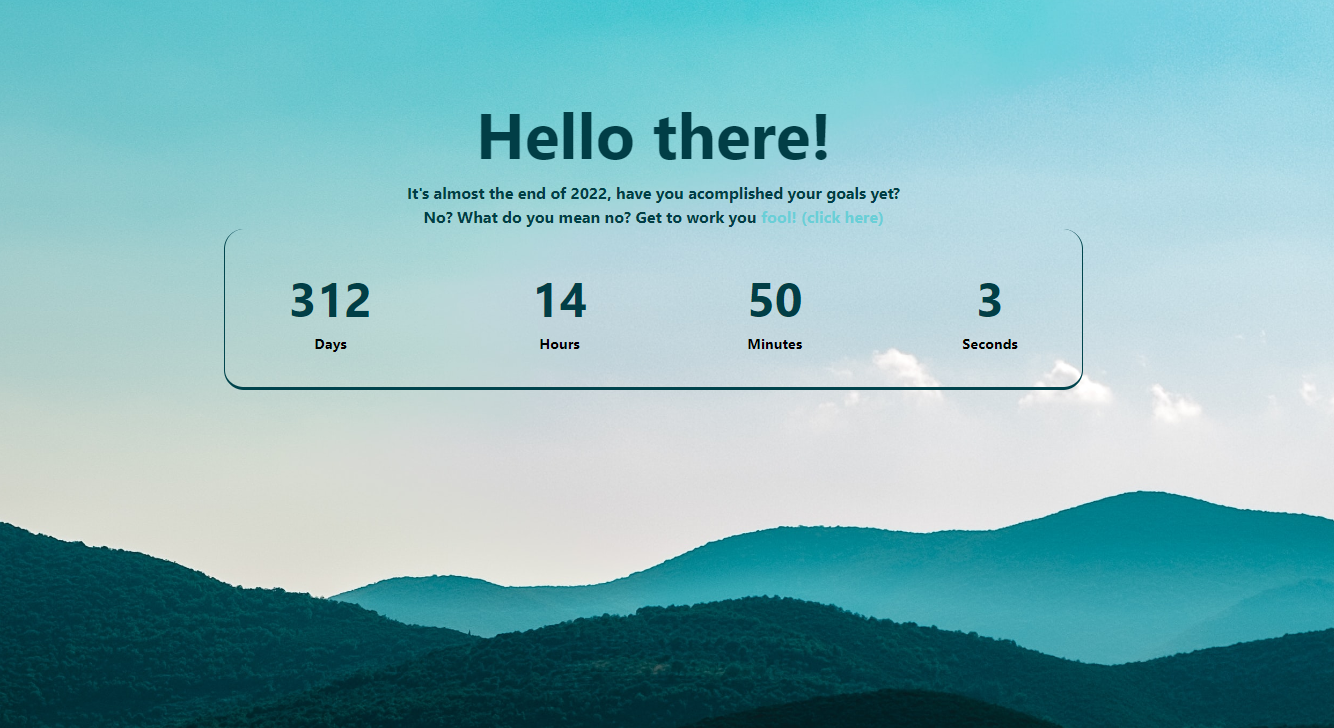 Hello there!
It's almost the end of 2022, have you acomplished your goals yet?
No? What do you mean no? Get to work you fool! (click here)
312 14 50 3
Days Hours Minutes Seconds